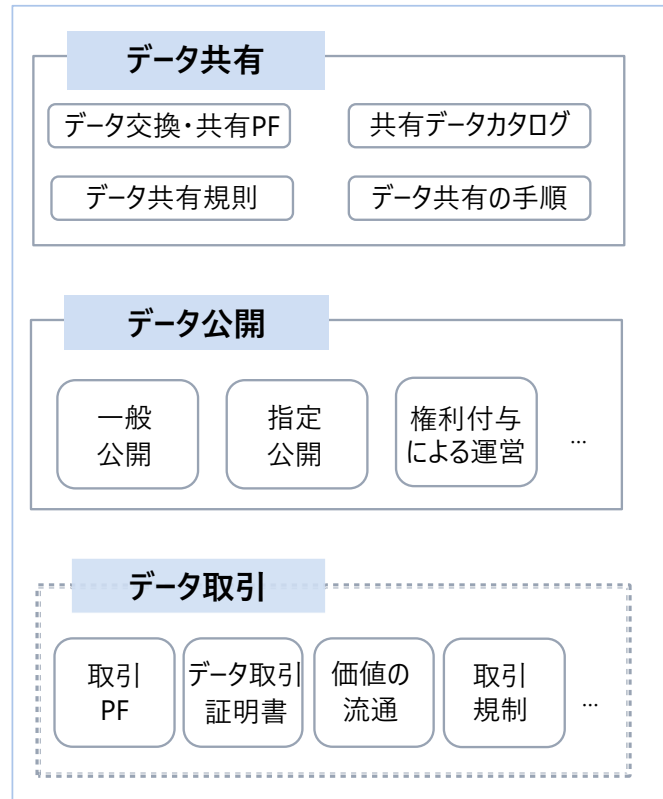 データ共有
データ交換・共有PF
共有データカタログ
データ共有規則
データ共有の手順
データ公開
一般
公開
指定
公開
権利付与
による運営
…
データ取引
取引
PF
データ取引
証明書
価値の
流通
取引
規制
…